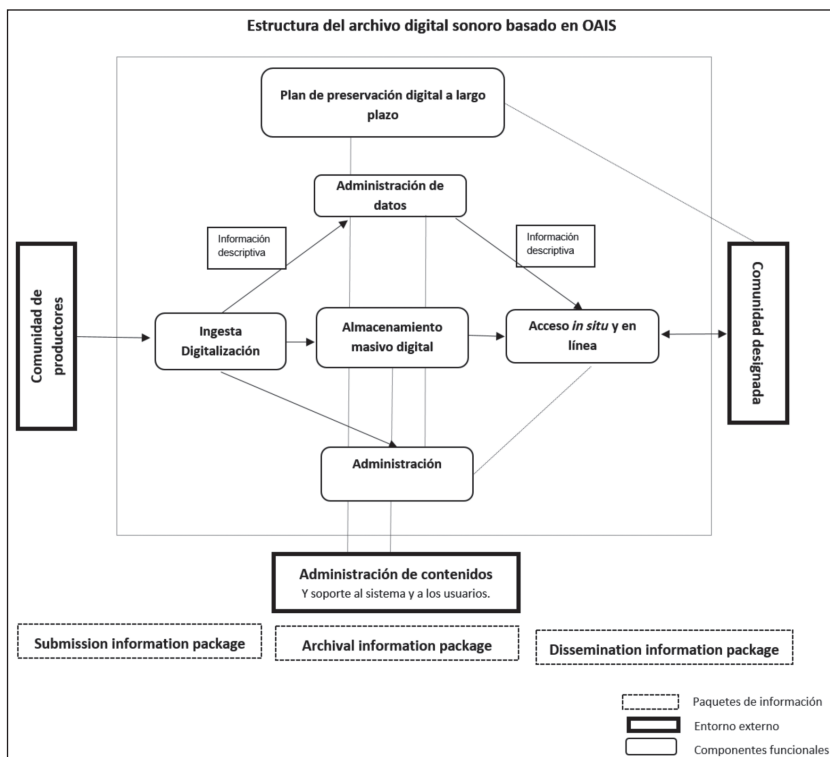 Estructura del archivo digital sonoro basado en OAIS
Plan de preservación digital a largo
plazo
Administración de
datos
Información
descriptiva
Información
descriptiva
Comunidad de
productores
Ingesta
Digitalización
Almacenamiento
masivo digital
Acceso in situ y en
línea
Comunidad designada
Administración
Administración de contenidos
Y soporte al sistema y a los usuarios.
Submission information package
Archival information package
Dissemination information package
Paquetes de información
Entorno externo
Componentes funcionales